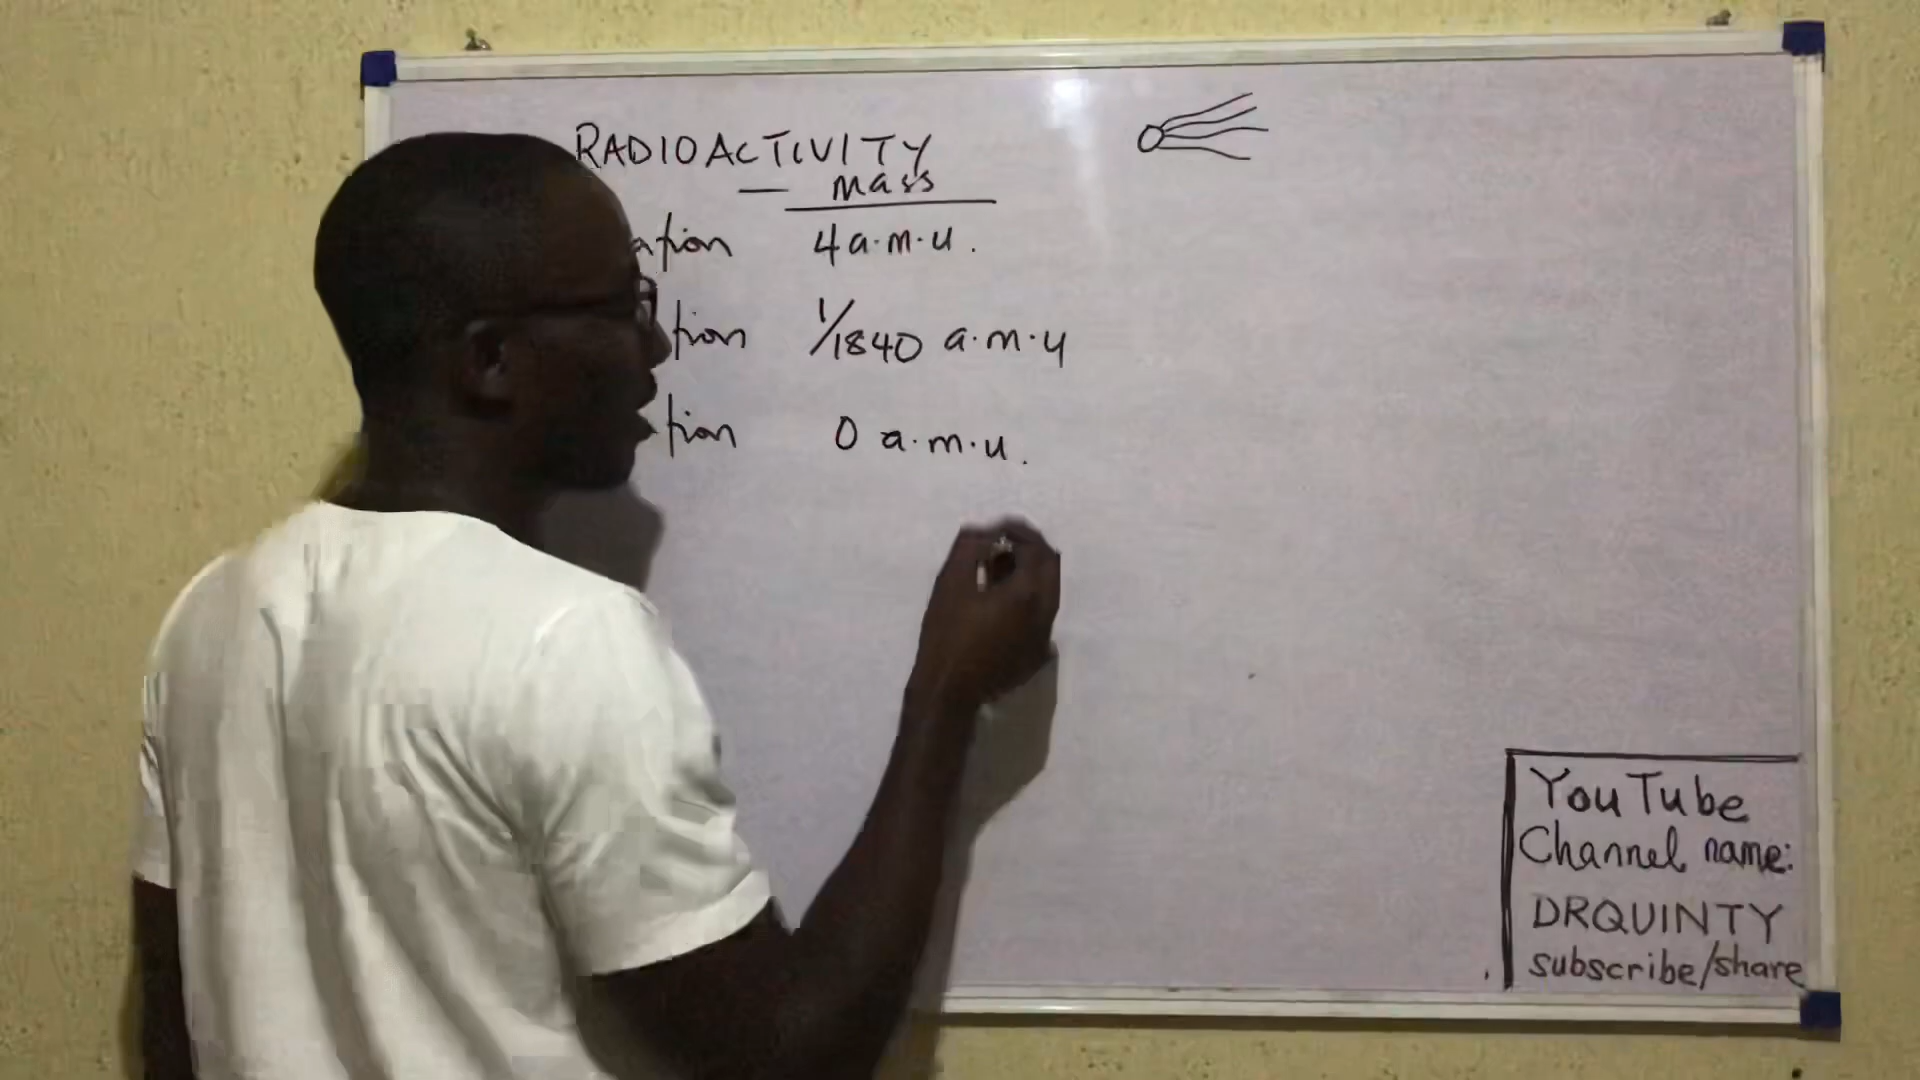 RADIOACTIVITY
mass
ation 4 a.m.u.
tion 1/1840 a.m.u
tion 0 a.m.u.
YouTube
Channel name:
DRQUINTY
subscribe/share